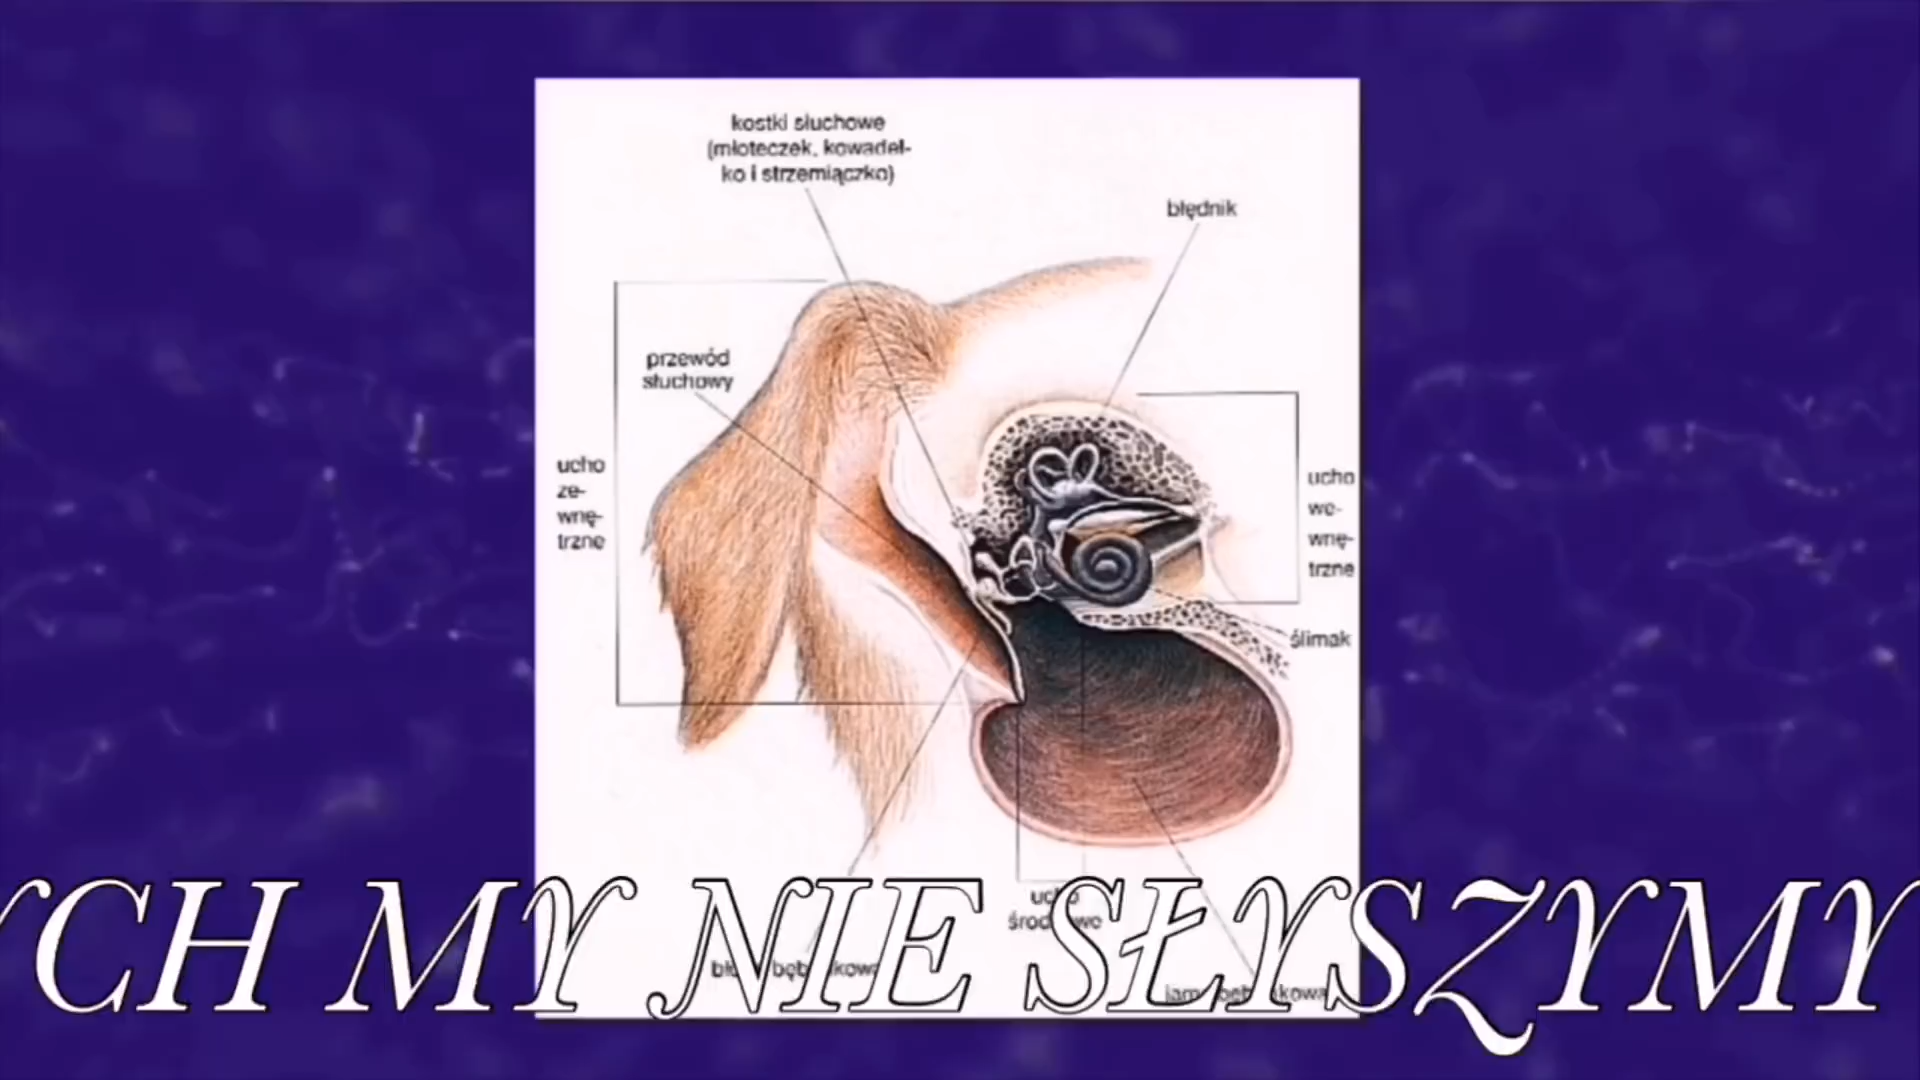 kostki słuchowe
(młoteczek, kowadeł-
ko i strzemiączko)
błędnik
przewód
słuchowy
ucho
ze-
wnę-
trzne
ucho
we-
wnę-
trzne
ślimak
YCH MY NIE SŁYSZYMY